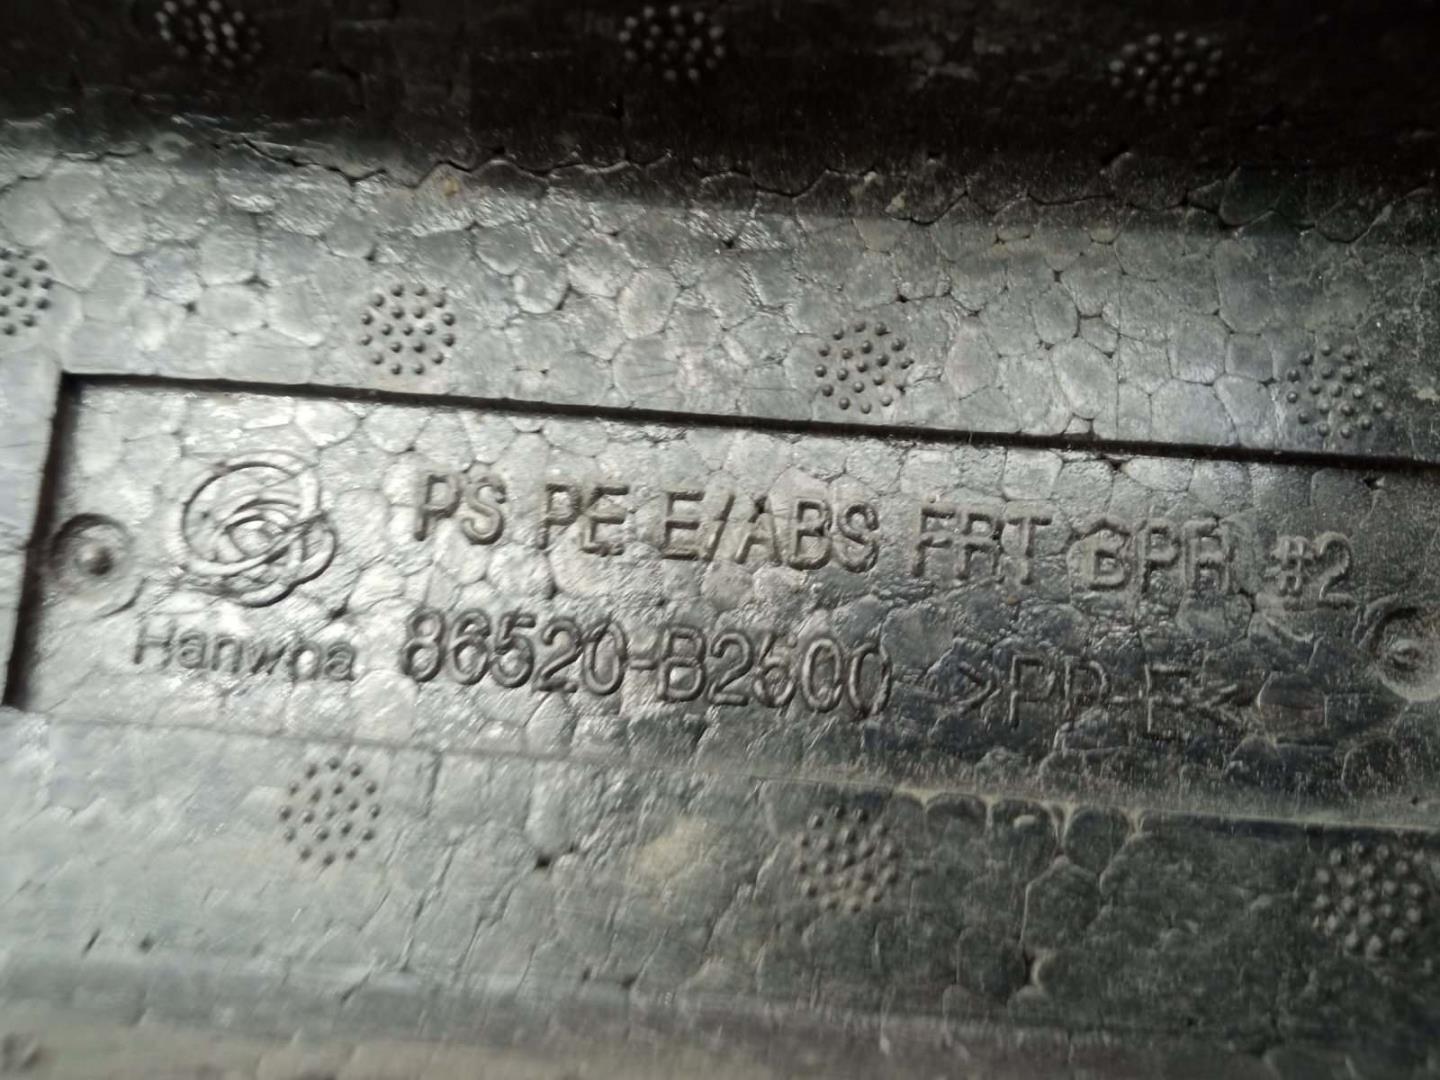 PS PE E/ABS FRT BPR #2
Hanwha 86520-B2500 >PP-E<